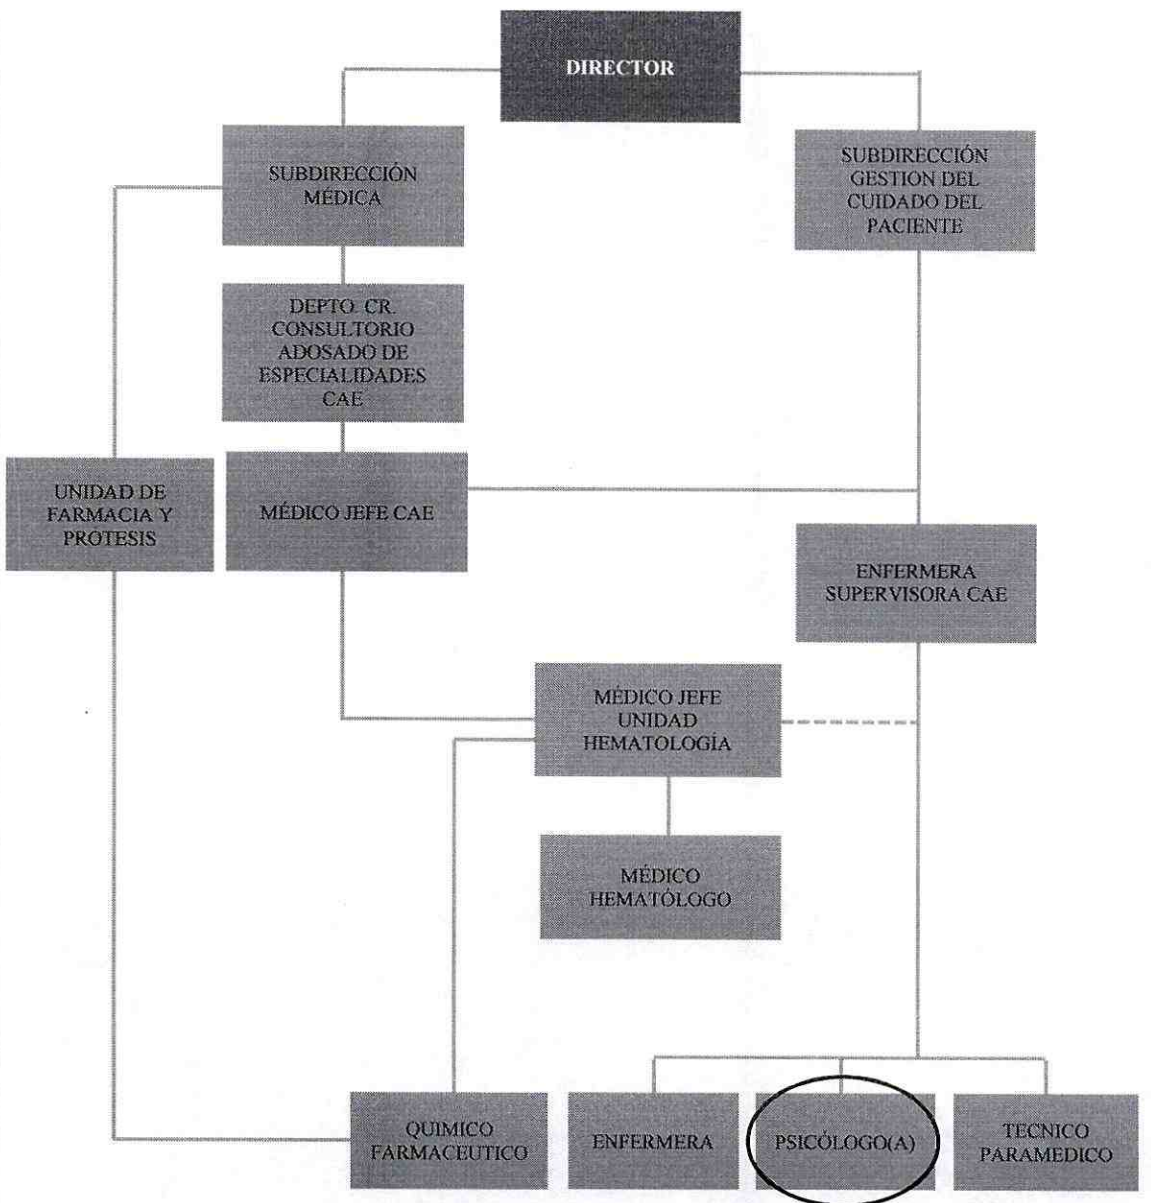 DIRECTOR
SUBDIRECCIÓN
MÉDICA
SUBDIRECCIÓN
GESTION DEL
CUIDADO DEL
PACIENTE
DEPTO. CR.
CONSULTORIO
ADOSADO DE
ESPECIALIDADES
CAE
UNIDAD DE
FARMACIA Y
PROTESIS
MÉDICO JEFE CAE
ENFERMERA
SUPERVISORA CAE
MÉDICO JEFE
UNIDAD
HEMATOLOGÍA
MÉDICO
HEMATÓLOGO
QUIMICO
FARMACEUTICO
ENFERMERA
PSICÓLOGO(A)
TECNICO
PARAMEDICO